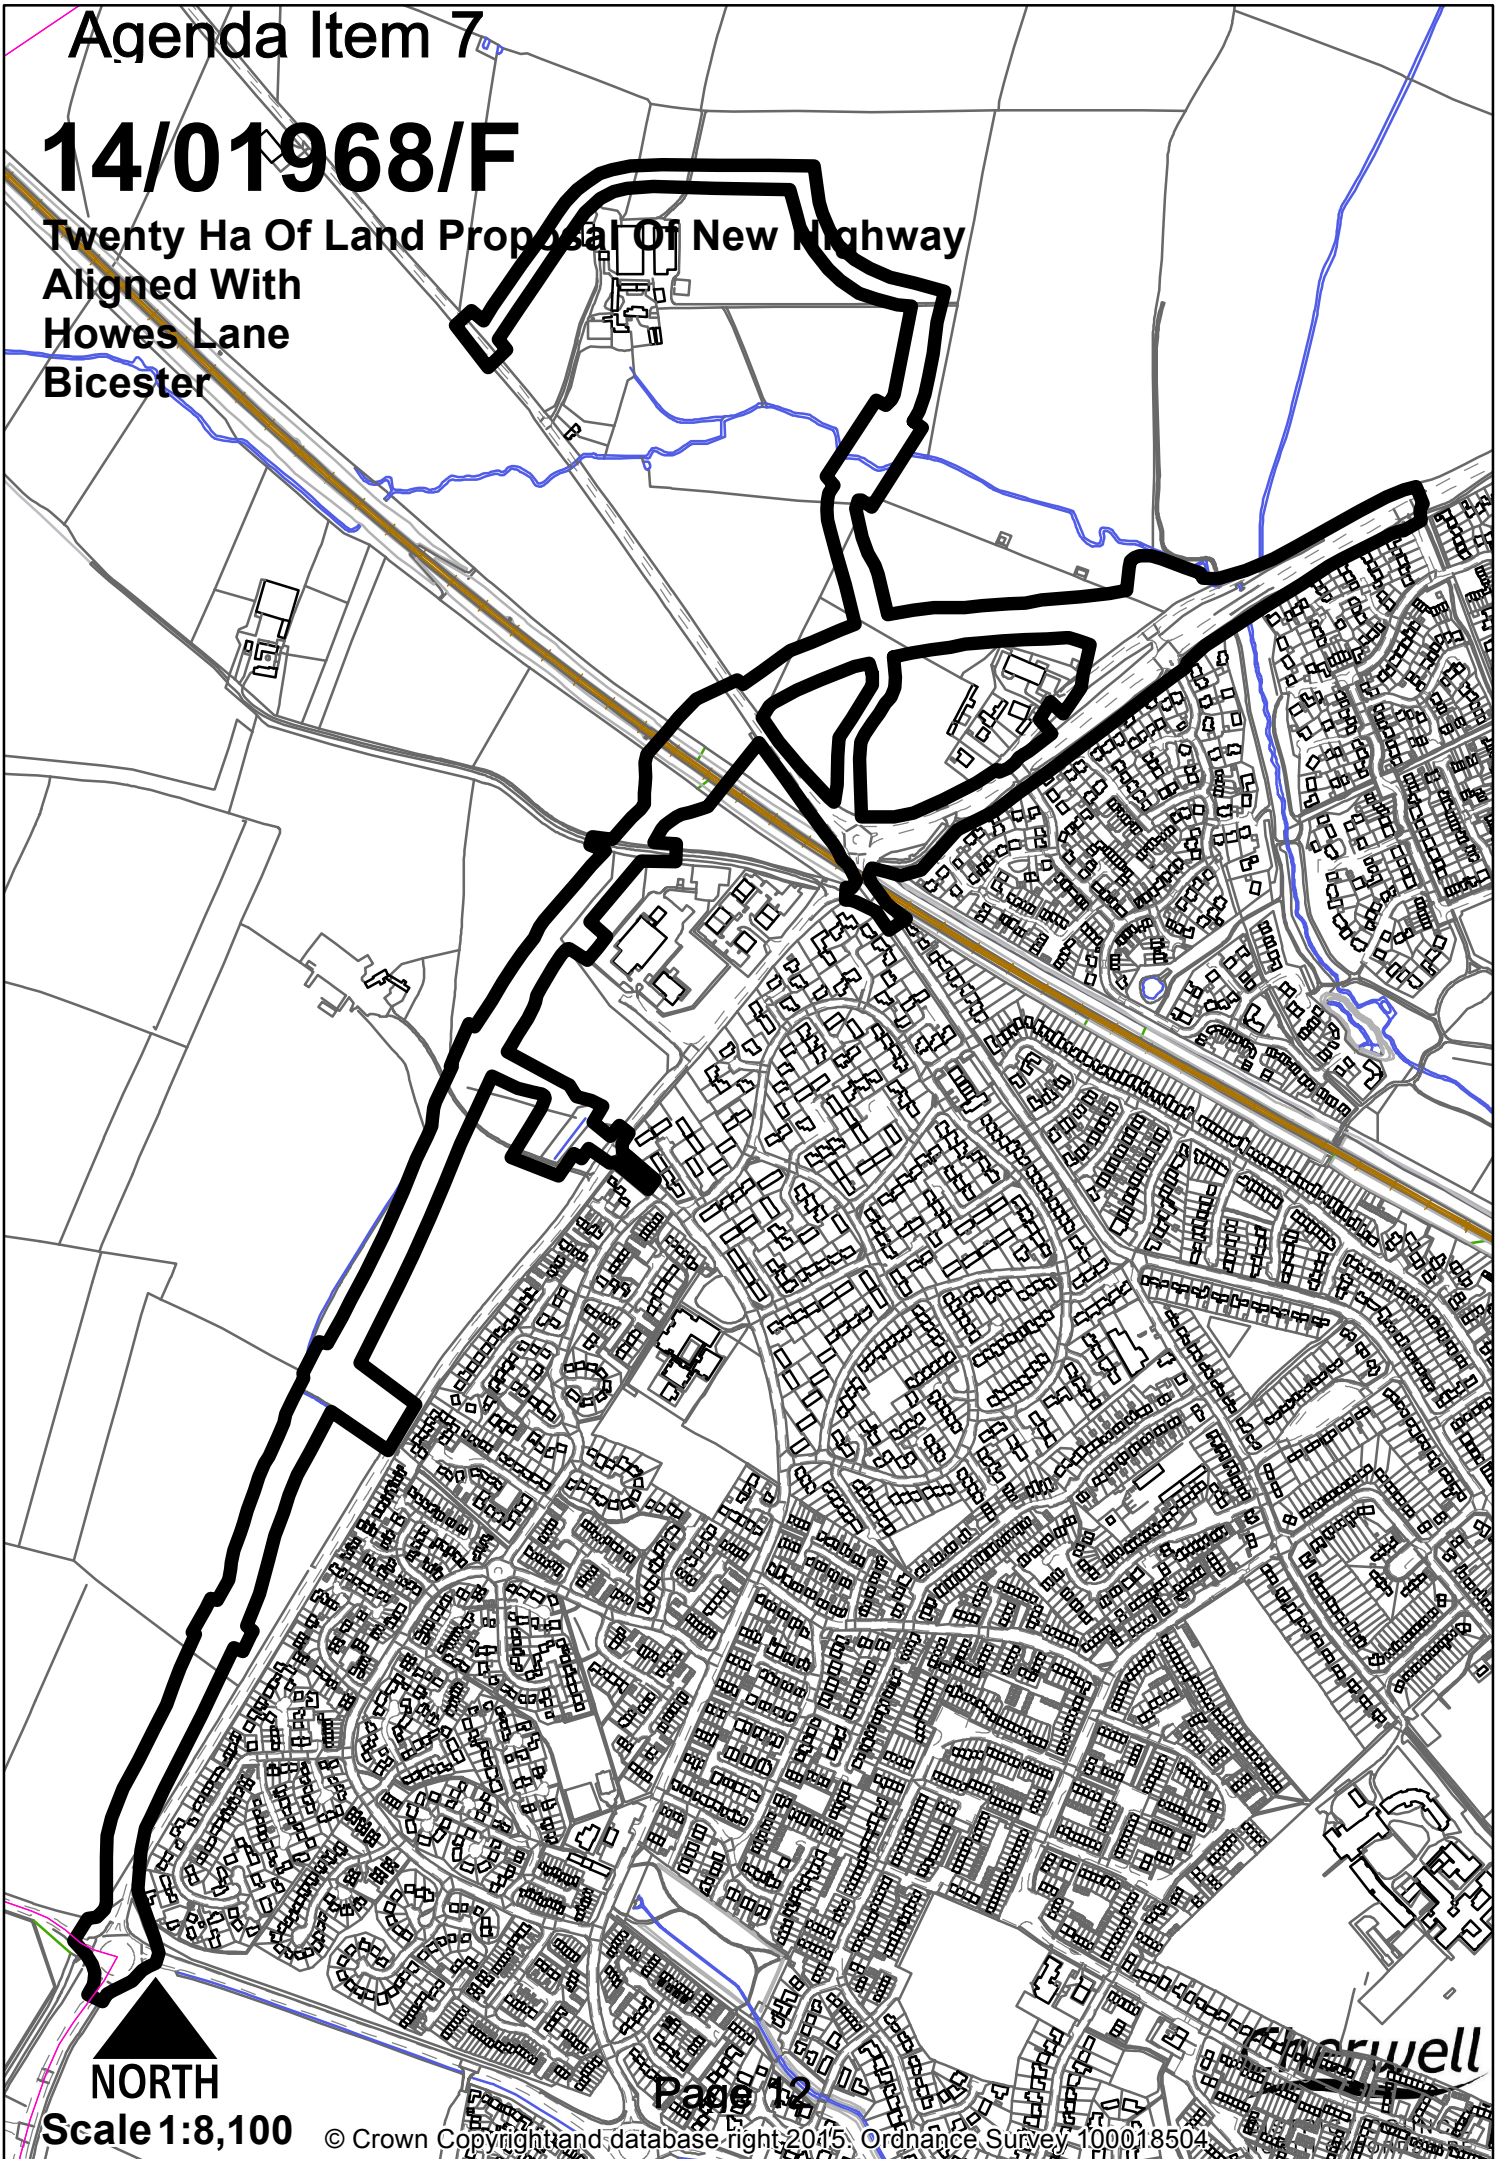 Agenda Item 7
14/01968/F
Twenty Ha Of Land Proposal Of New Highway
Aligned With
Howes Lane
Bicester
NORTH
Scale 1:8,100
Cherwell
Page 12
© Crown Copyright and database right 2015. Ordnance Survey 100018504